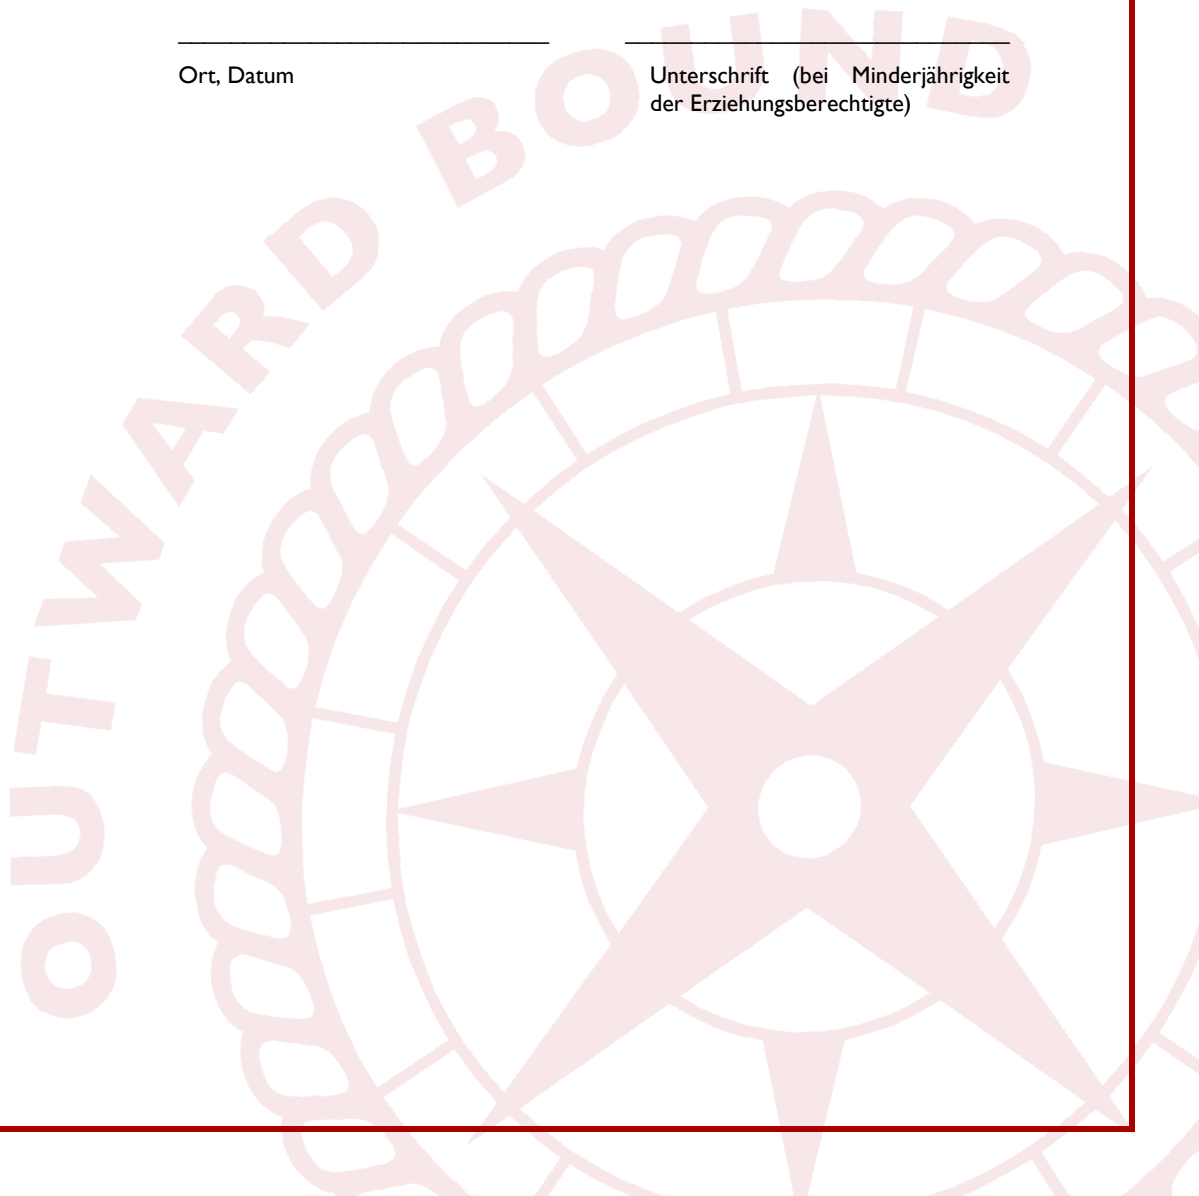 Ort, Datum
Unterschrift (bei Minderjährigkeit
der Erziehungsberechtigte)
OUTWARD BOUND